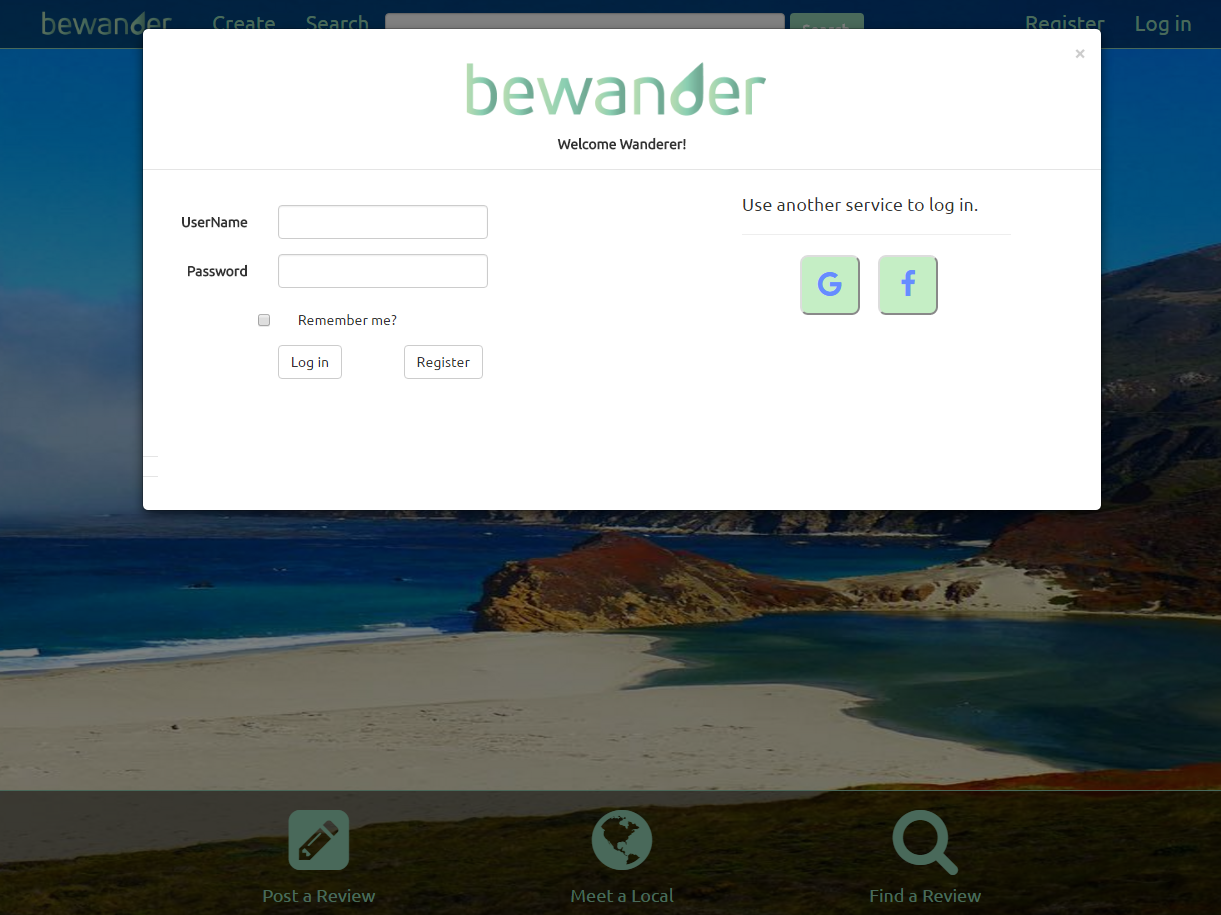 bewander Create Search Search Register Log in
×
bewander
Welcome Wanderer!
UserName
Password
Remember me?
Log in Register
Use another service to log in.
G f
Post a Review Meet a Local Find a Review